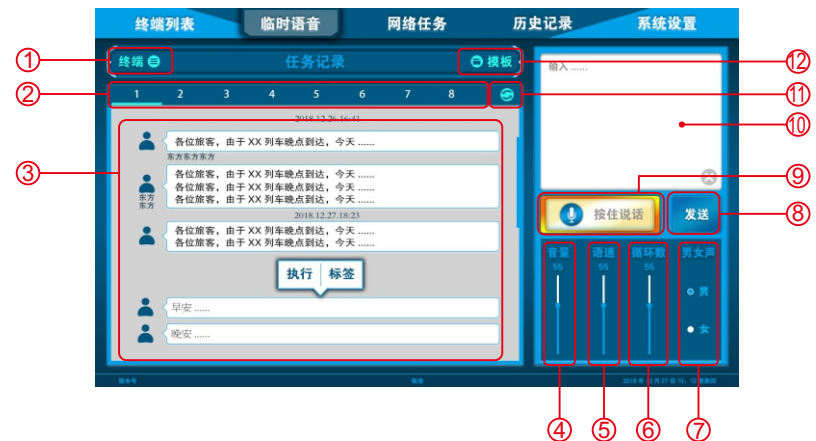 终端列表 临时语音 网络任务 历史记录 系统设置
① 终端 任务记录 模板 ⑫
② 1 2 3 4 5 6 7 8 ⑪
输入 ......
⑩
2018.12.26.16:41
各位旅客，由于 XX 列车晚点到达，今天 ......
东方东方东方
③ 各位旅客，由于 XX 列车晚点到达，今天 ......
各位旅客，由于 XX 列车晚点到达，今天 ......
各位旅客，由于 XX 列车晚点到达，今天 ......
东方
东方
2018.12.27.18:23
各位旅客，由于 XX 列车晚点到达，今天 ......
各位旅客，由于 XX 列车晚点到达，今天 ......
执行 标签
早安 ......
晚安 ......
⑨
按住说话 发送 ⑧
音量 语速 循环数 男女声
55 55 55
男
女
版本号
④ ⑤ ⑥ ⑦